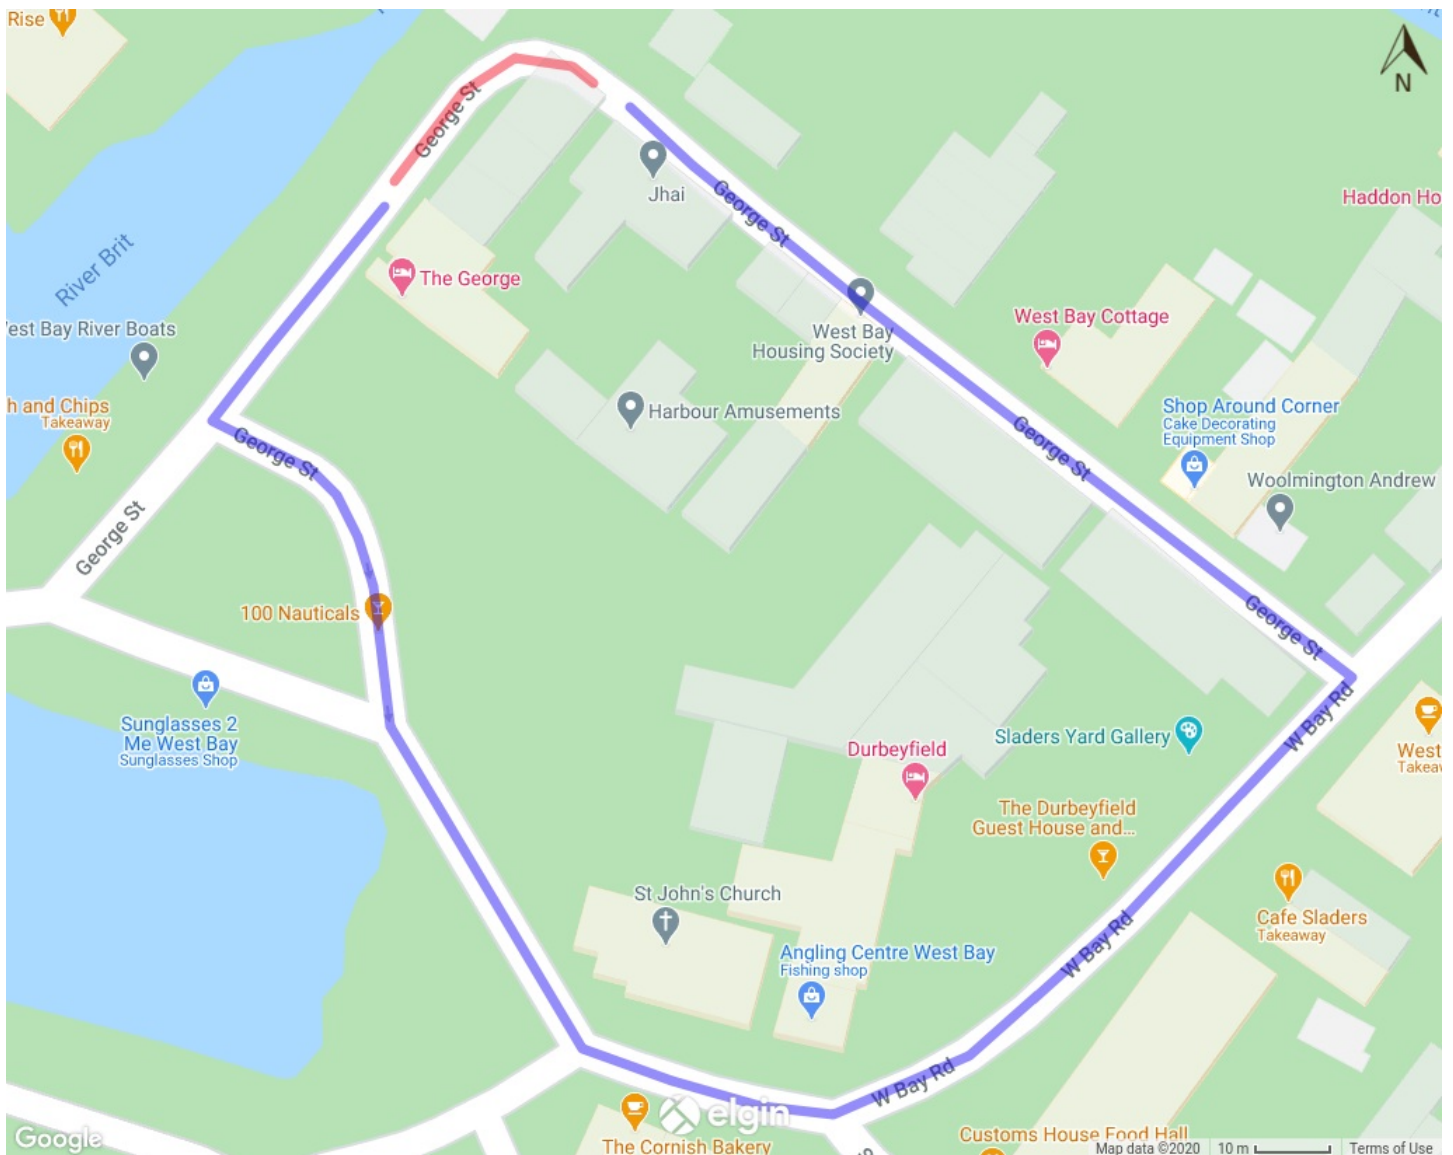 Rise
N
George St
Jhai
George St
Haddon Ho
River Brit
The George
West Bay Cottage
est Bay River Boats
West Bay
Housing Society
h and Chips
Takeaway
Harbour Amusements
Shop Around Corner
Cake Decorating
Equipment Shop
George St
George St
Woolmington Andrew
George St
100 Nauticals
George St
Sunglasses 2
Me West Bay
Sunglasses Shop
W Bay Rd
Durbeyfield
Sladers Yard Gallery
West
Takeaw
The Durbeyfield
Guest House and...
St John's Church
Cafe Sladers
Takeaway
W Bay Rd
Angling Centre West Bay
Fishing shop
W Bay Rd
elgin
Google
The Cornish Bakery
Customs House Food Hall
Map data ©2020
10 m
Terms of Use